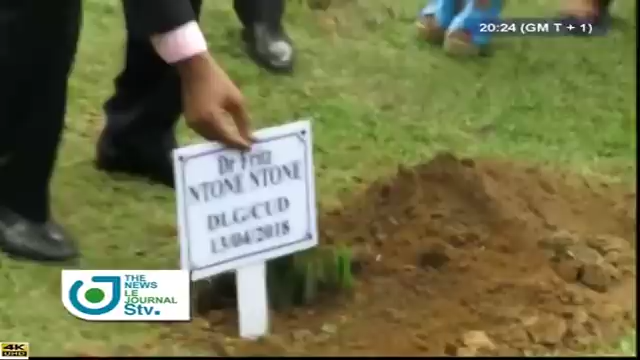 20:24 (GM T + 1)
Dr Fritz
NTONE NTONE
DLG/CUD
13/04/2018
THE
NEWS
LE
JOURNAL
Stv.
4K
UHD